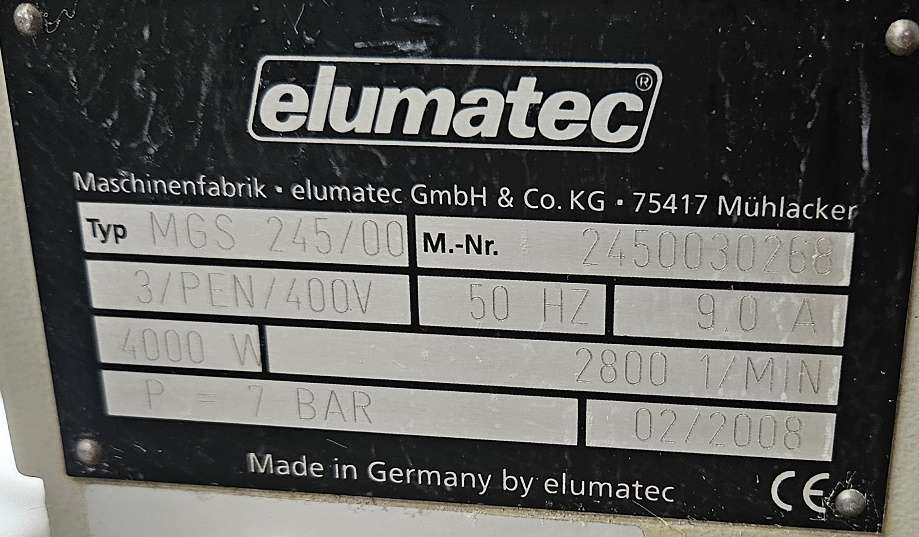 elumatec®
Maschinenfabrik • elumatec GmbH & Co. KG • 75417 Mühlacker
Typ MGS 245/00 M.-Nr. 2450030268
3/PEN/400V 50 HZ 9.0 A
4000 W 2800 1/MIN
P = 7 BAR 02/2008
Made in Germany by elumatec CE